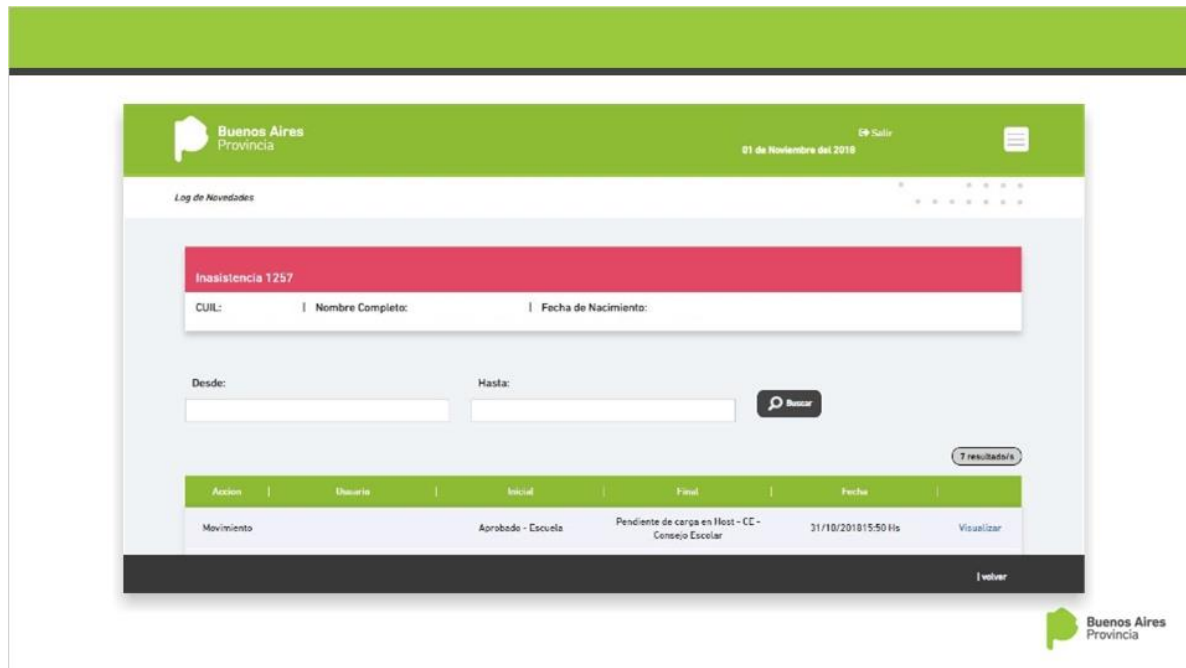 Buenos Aires
Provincia
Salir
01 de Noviembre del 2018
Log de Novedades
Inasistencia 1257
CUIL: | Nombre Completo: | Fecha de Nacimiento:
Desde: Hasta:
Buscar
7 resultado/s
Accion | Usuario | Inicial | Final | Fecha |
Movimiento Aprobado - Escuela Pendiente de carga en Host - CE - 31/10/201815:50 Hs Visualizar
Consejo Escolar
| volver
Buenos Aires
Provincia